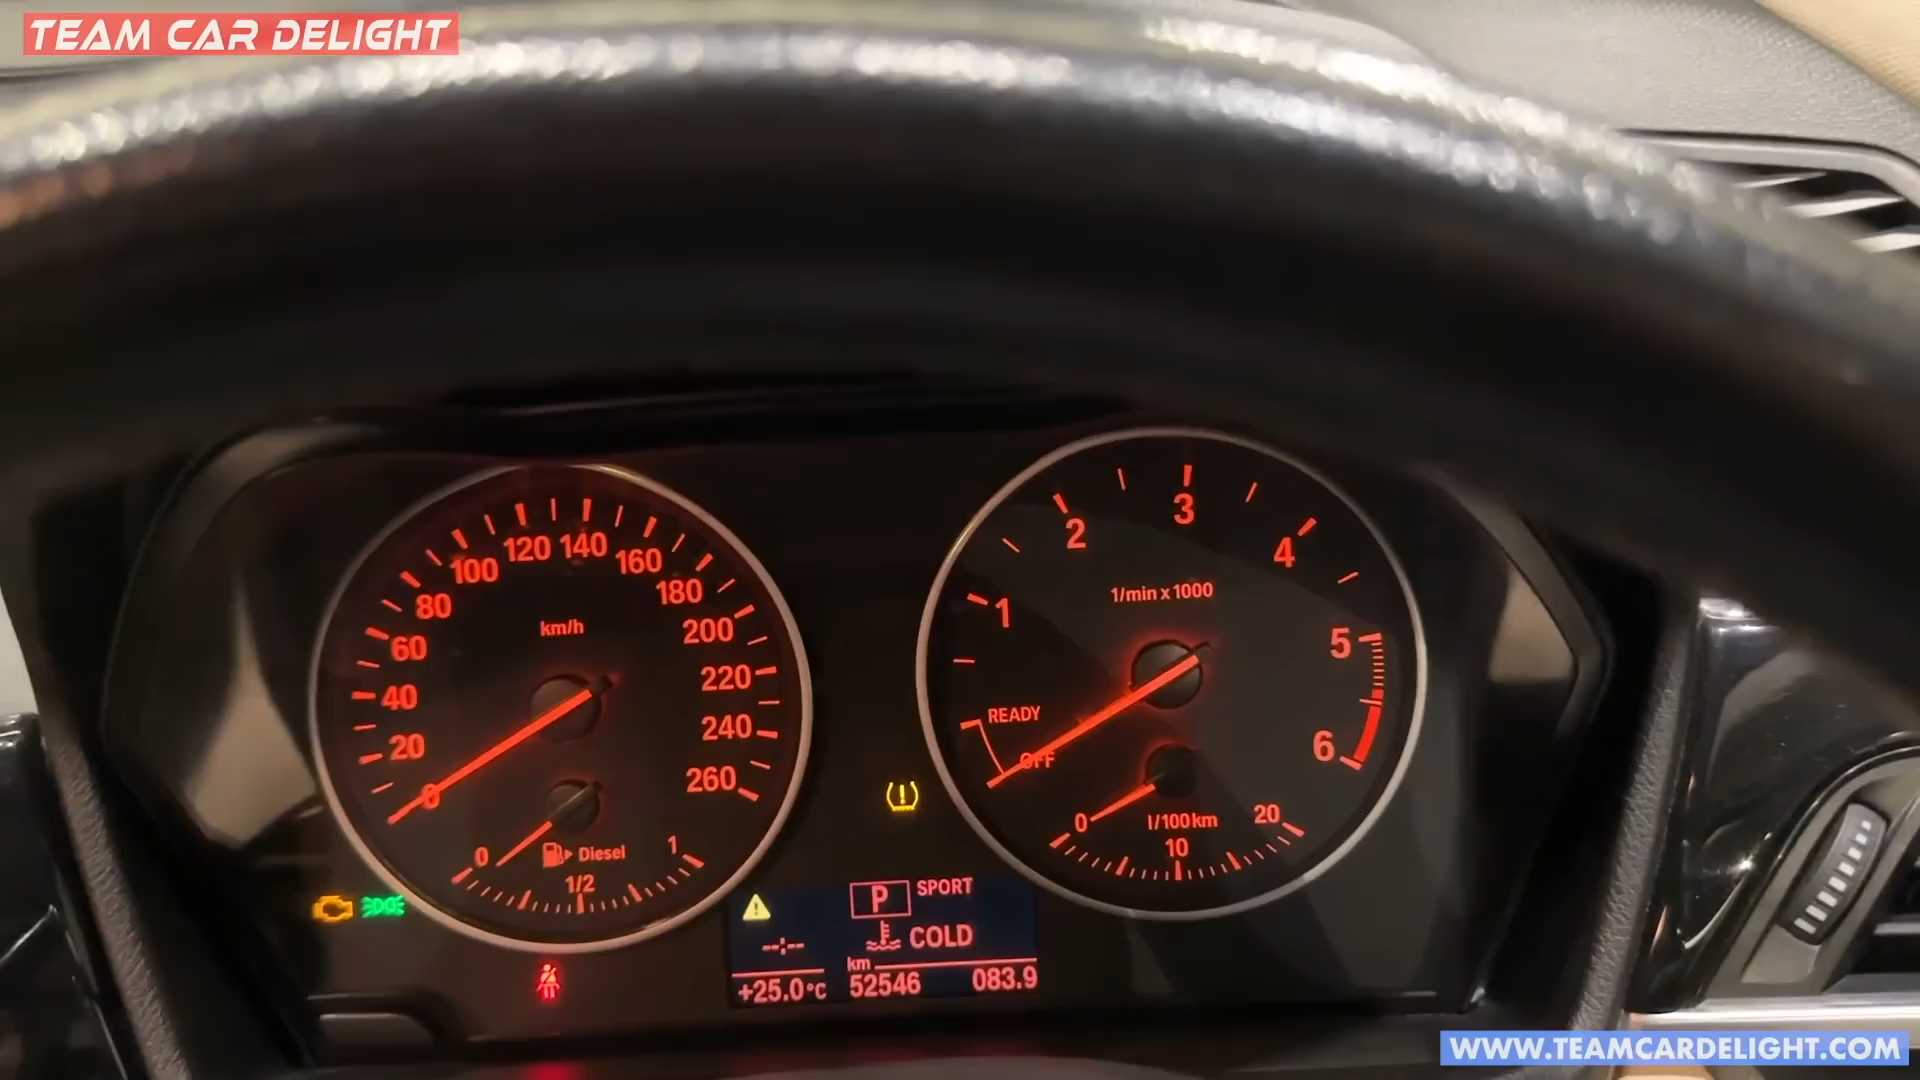 TEAM CAR DELIGHT
0
20
40
60
80
100
120
140
160
180
200
220
240
260
km/h
0
1/2
1
Diesel
READY
OFF
1
2
3
4
5
6
1/min x 1000
0
10
20
l/100km
P SPORT
COLD
--:--
km
+25.0°C 52546 083.9
WWW.TEAMCARDELIGHT.COM